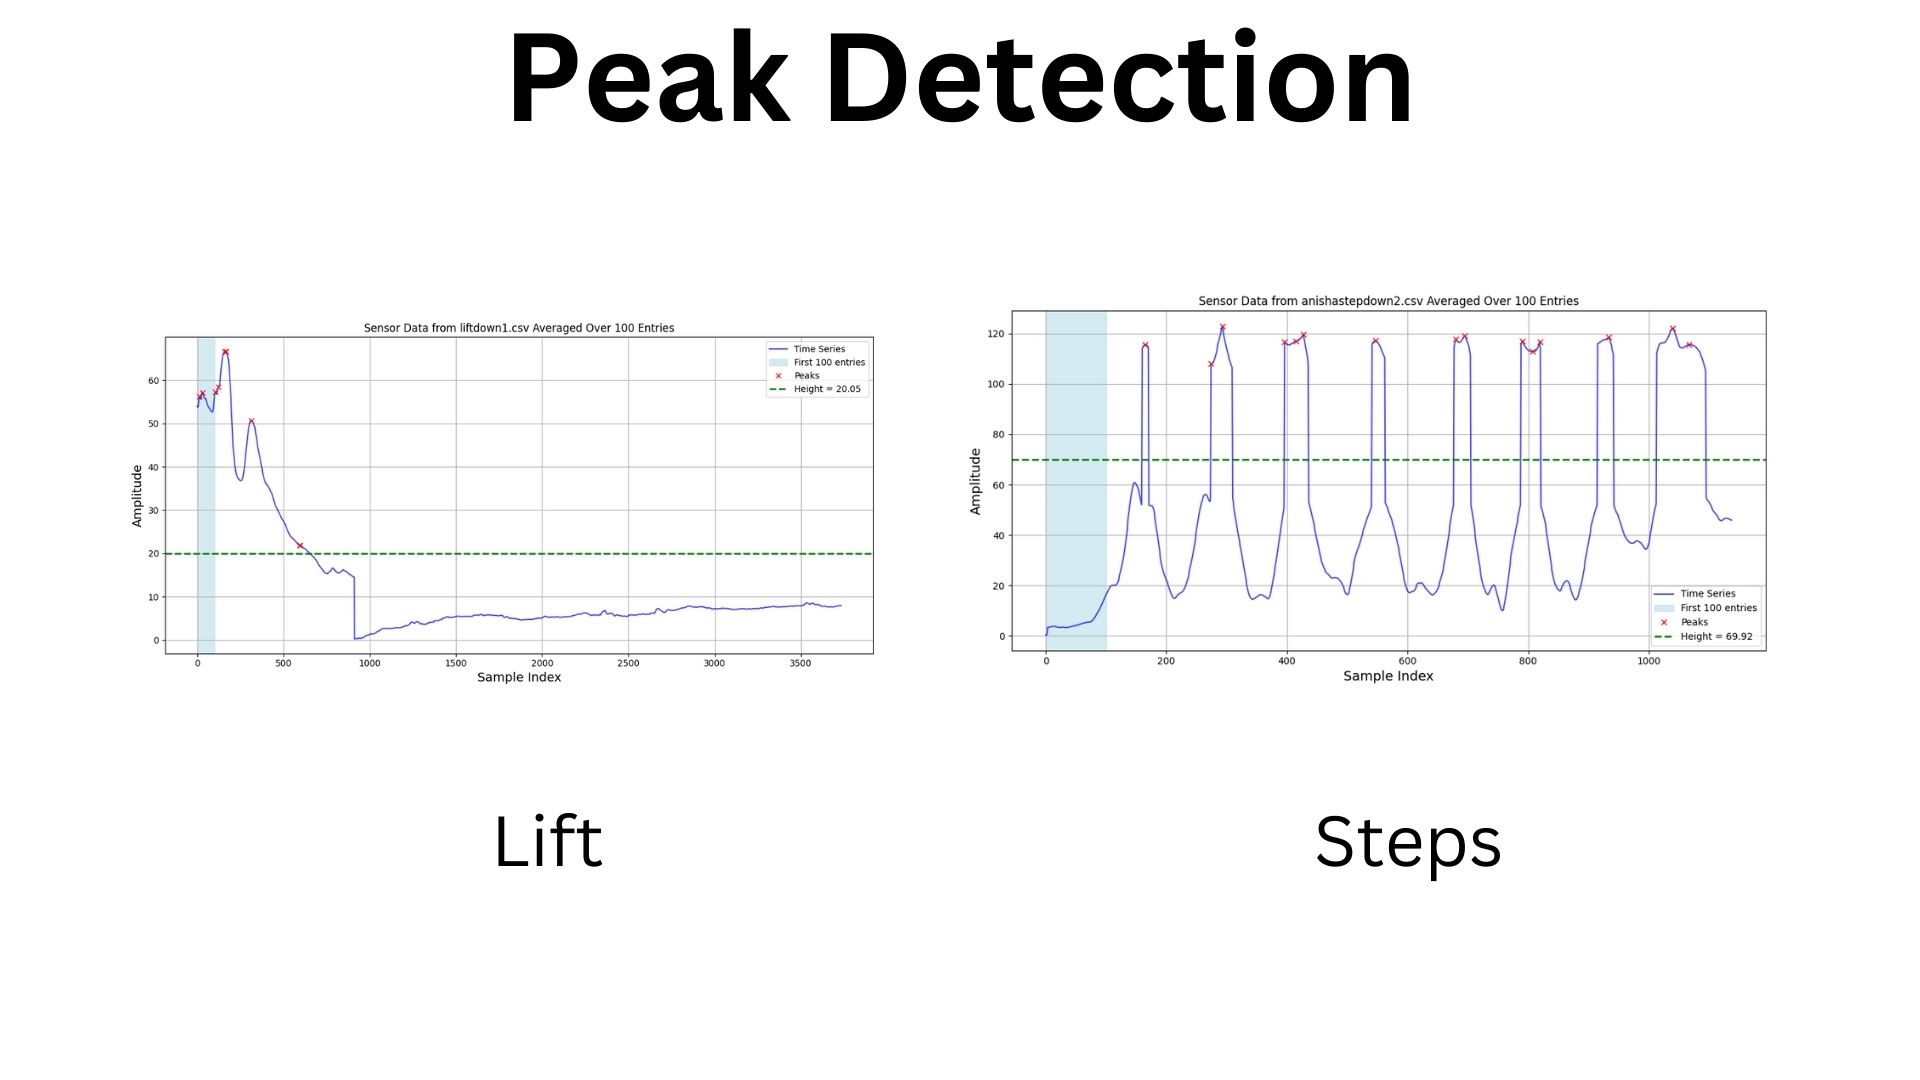 Peak Detection
Sensor Data from liftdown1.csv Averaged Over 100 Entries
Time Series
First 100 entries
Peaks
Height = 20.05
Amplitude
60
50
40
30
20
10
0
0 500 1000 1500 2000 2500 3000 3500
Sample Index
Lift
Sensor Data from anishastepdown2.csv Averaged Over 100 Entries
Amplitude
120
100
80
60
40
20
0
Time Series
First 100 entries
Peaks
Height = 69.92
0 200 400 600 800 1000
Sample Index
Steps